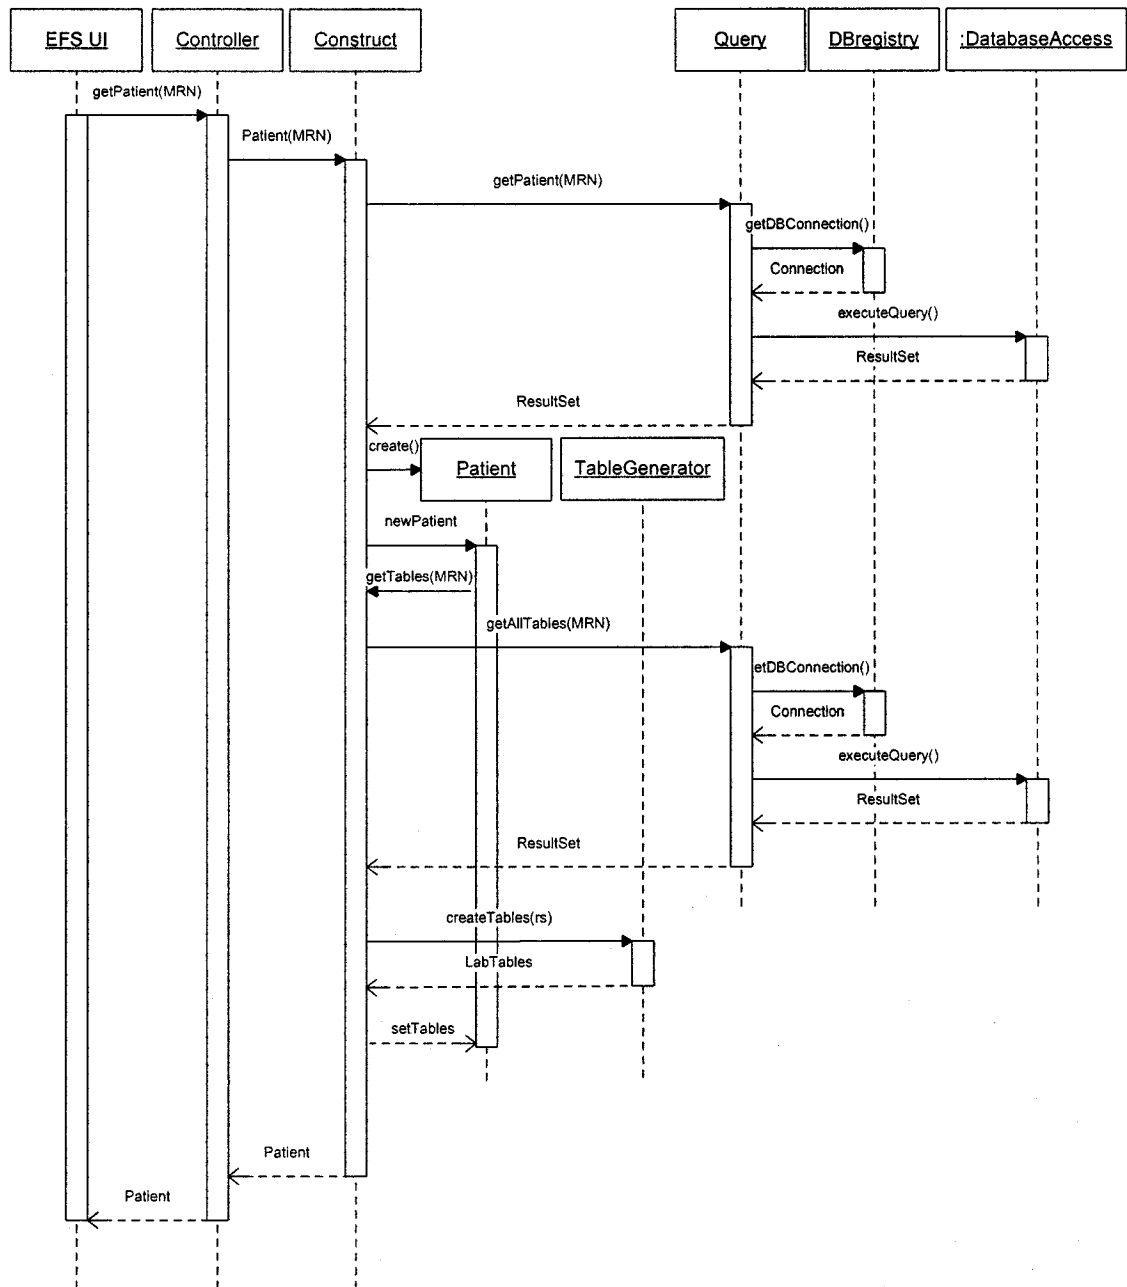 EFS UI
Controller
Construct
Query
DBregistry
:DatabaseAccess
getPatient(MRN)
Patient(MRN)
getPatient(MRN)
getDBConnection()
Connection
executeQuery()
ResultSet
ResultSet
create()
Patient
TableGenerator
newPatient
getTables(MRN)
getAllTables(MRN)
etDBConnection()
Connection
executeQuery()
ResultSet
ResultSet
createTables(rs)
LabTables
setTables
Patient
Patient